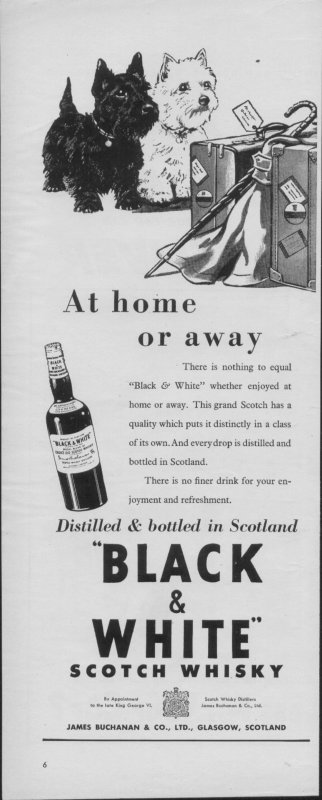 At home
or away
There is nothing to equal
"Black & White" whether enjoyed at
home or away. This grand Scotch has a
quality which puts it distinctly in a class
of its own. And every drop is distilled and
bottled in Scotland.
There is no finer drink for your en-
joyment and refreshment.
BLACK
&
WHITE
"BLACK & WHITE"
Distilled & bottled in Scotland
"BLACK
&
WHITE"
SCOTCH WHISKY
By Appointment
to the late King George VI.
Scotch Whisky Distillers
James Buchanan & Co., Ltd.
JAMES BUCHANAN & CO., LTD., GLASGOW, SCOTLAND
6